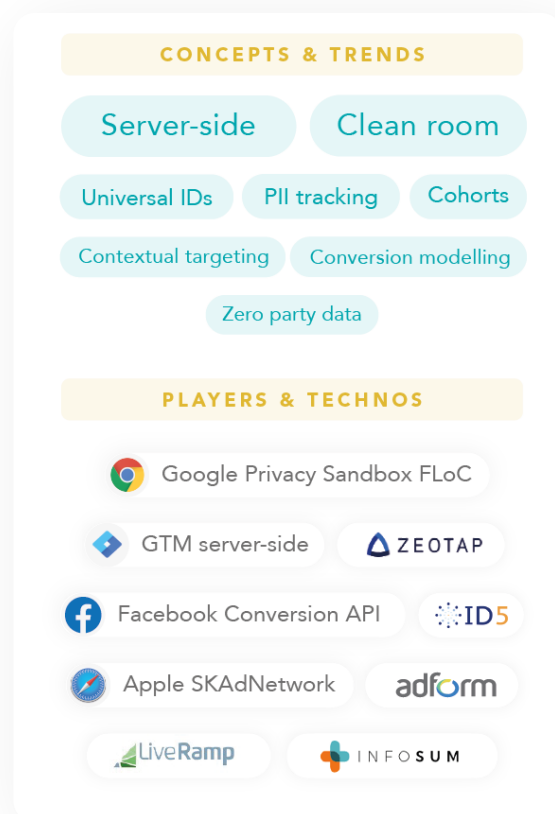 CONCEPTS & TRENDS
Server-side Clean room
Universal IDs PII tracking Cohorts
Contextual targeting Conversion modelling
Zero party data
PLAYERS & TECHNOS
Google Privacy Sandbox FLoC
GTM server-side ZEOTAP
Facebook Conversion API ID5
Apple SKAdNetwork adform
LiveRamp INFOSUM